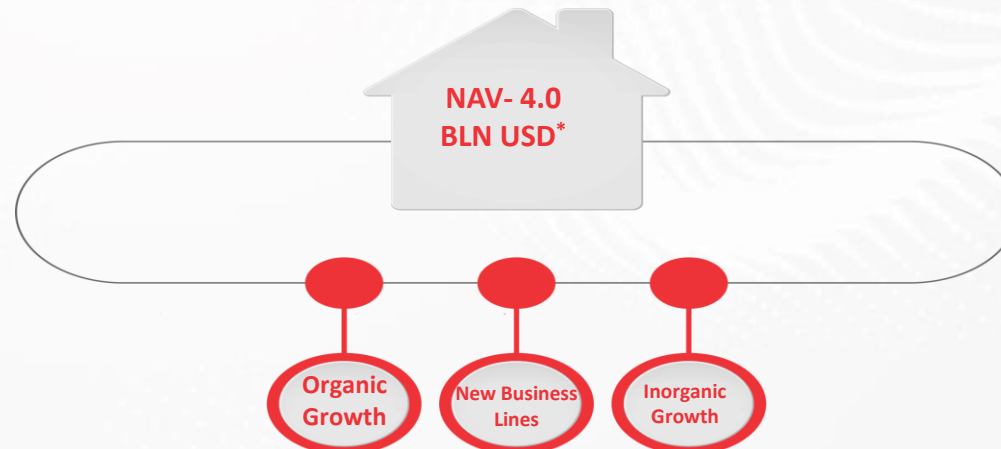 NAV- 4.0
BLN USD*
Organic
Growth
New Business
Lines
Inorganic
Growth